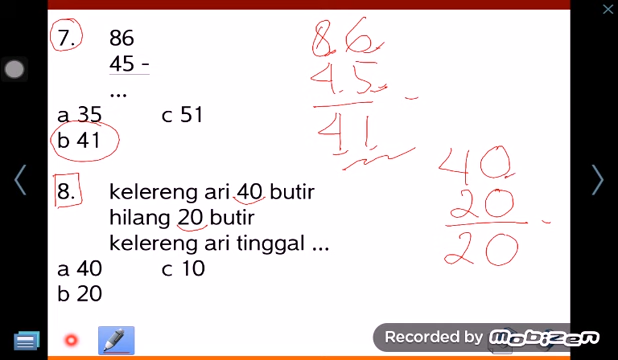 7. 86
45 -
...
a 35 c 51
b 41
86
45 -
41
8. kelereng ari 40 butir
hilang 20 butir
kelereng ari tinggal ...
a 40 c 10
b 20
40
20 -
20
Recorded by mobizen